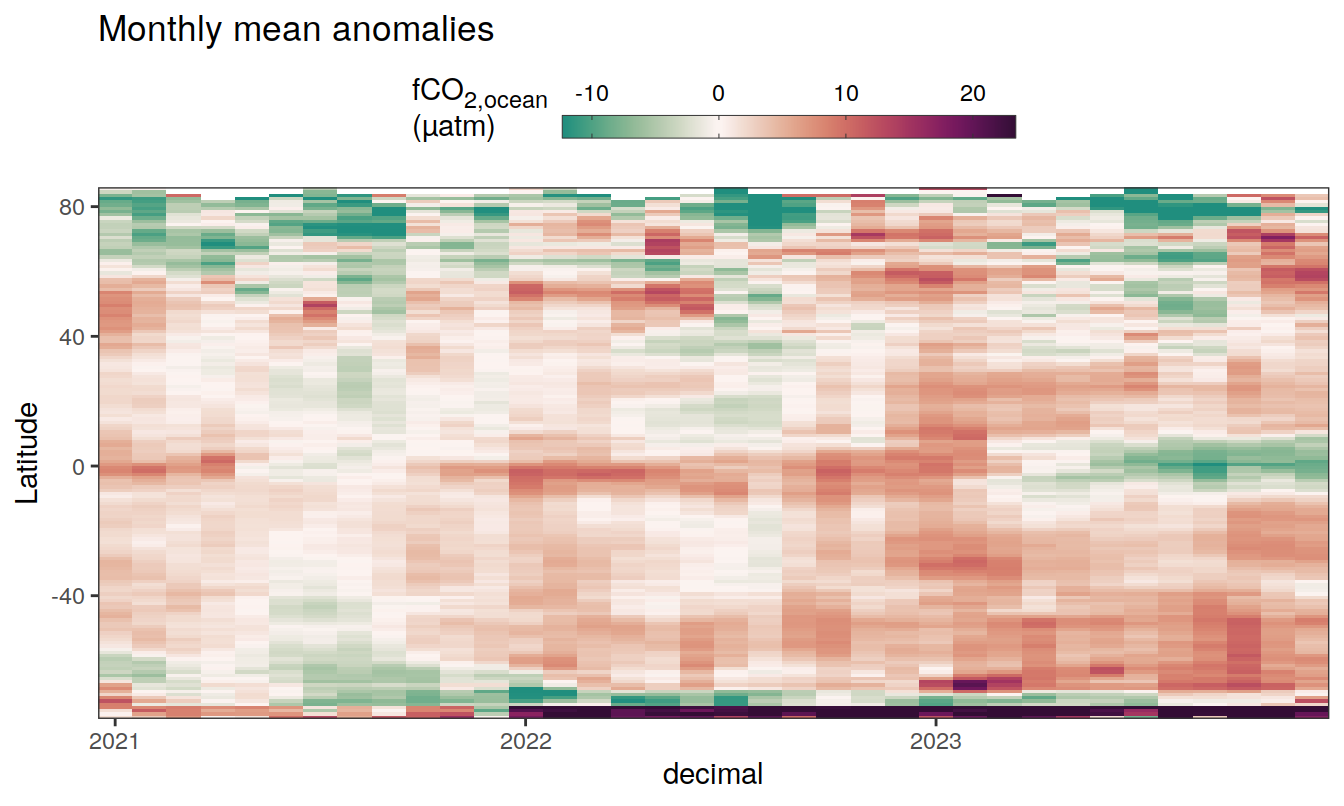 Monthly mean anomalies
fCO2,ocean
(μatm)
-10 0 10 20
80
40
0
-40
Latitude
2021 2022 2023
decimal